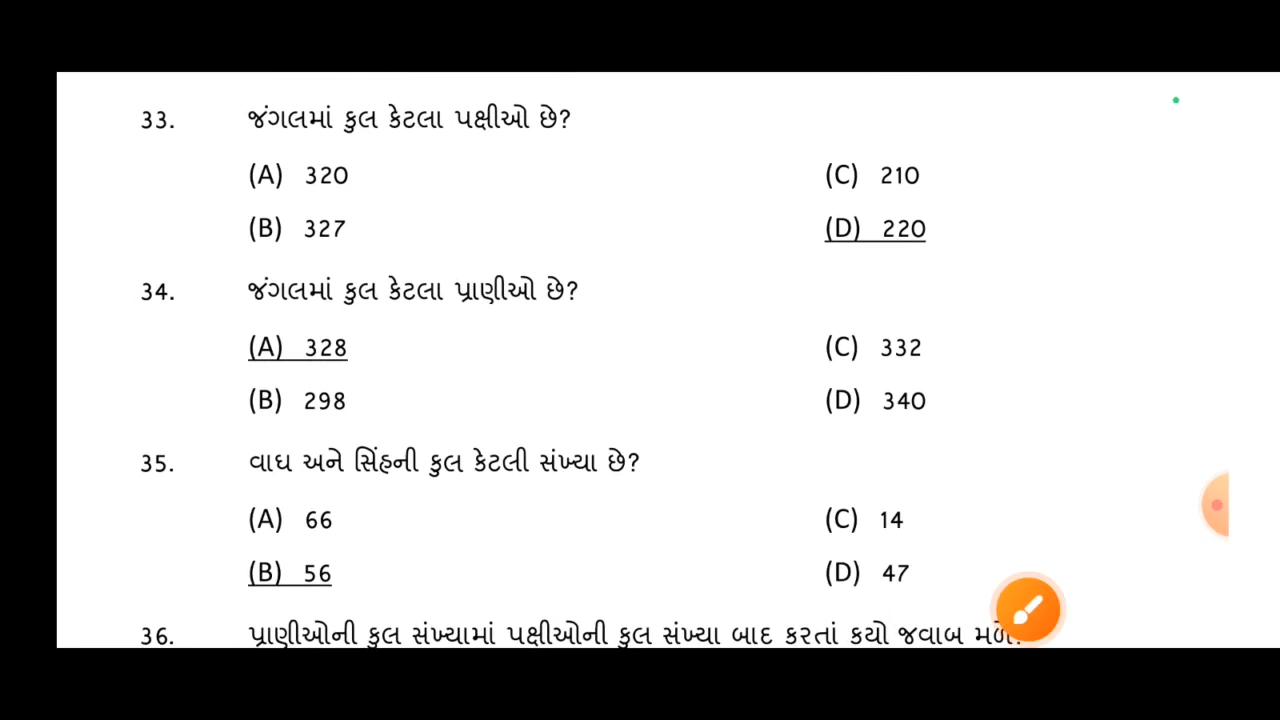 33. જંગલમાં કુલ કેટલા પક્ષીઓ છે?
(A) 320 (C) 210
(B) 327 (D) 220
34. જંગલમાં કુલ કેટલા પ્રાણીઓ છે?
(A) 328 (C) 332
(B) 298 (D) 340
35. વાઘ અને સિંહની કુલ કેટલી સંખ્યા છે?
(A) 66 (C) 14
(B) 56 (D) 47
36. પ્રાણીઓની કુલ સંખ્યામાં પક્ષીઓની કુલ સંખ્યા બાદ કરતાં કયો જવાબ મળે?